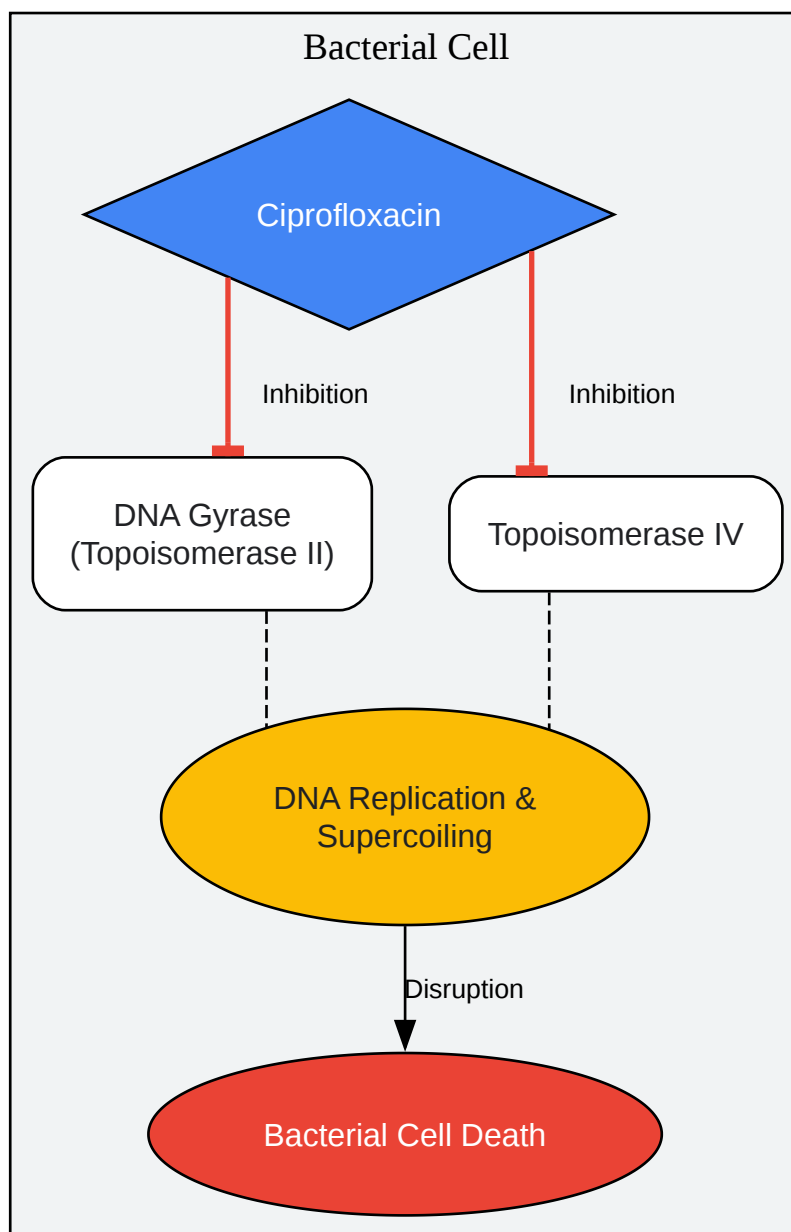 Bacterial Cell
Ciprofloxacin
Inhibition
Inhibition
DNA Gyrase
(Topoisomerase II)
Topoisomerase IV
DNA Replication &
Supercoiling
Disruption
Bacterial Cell Death